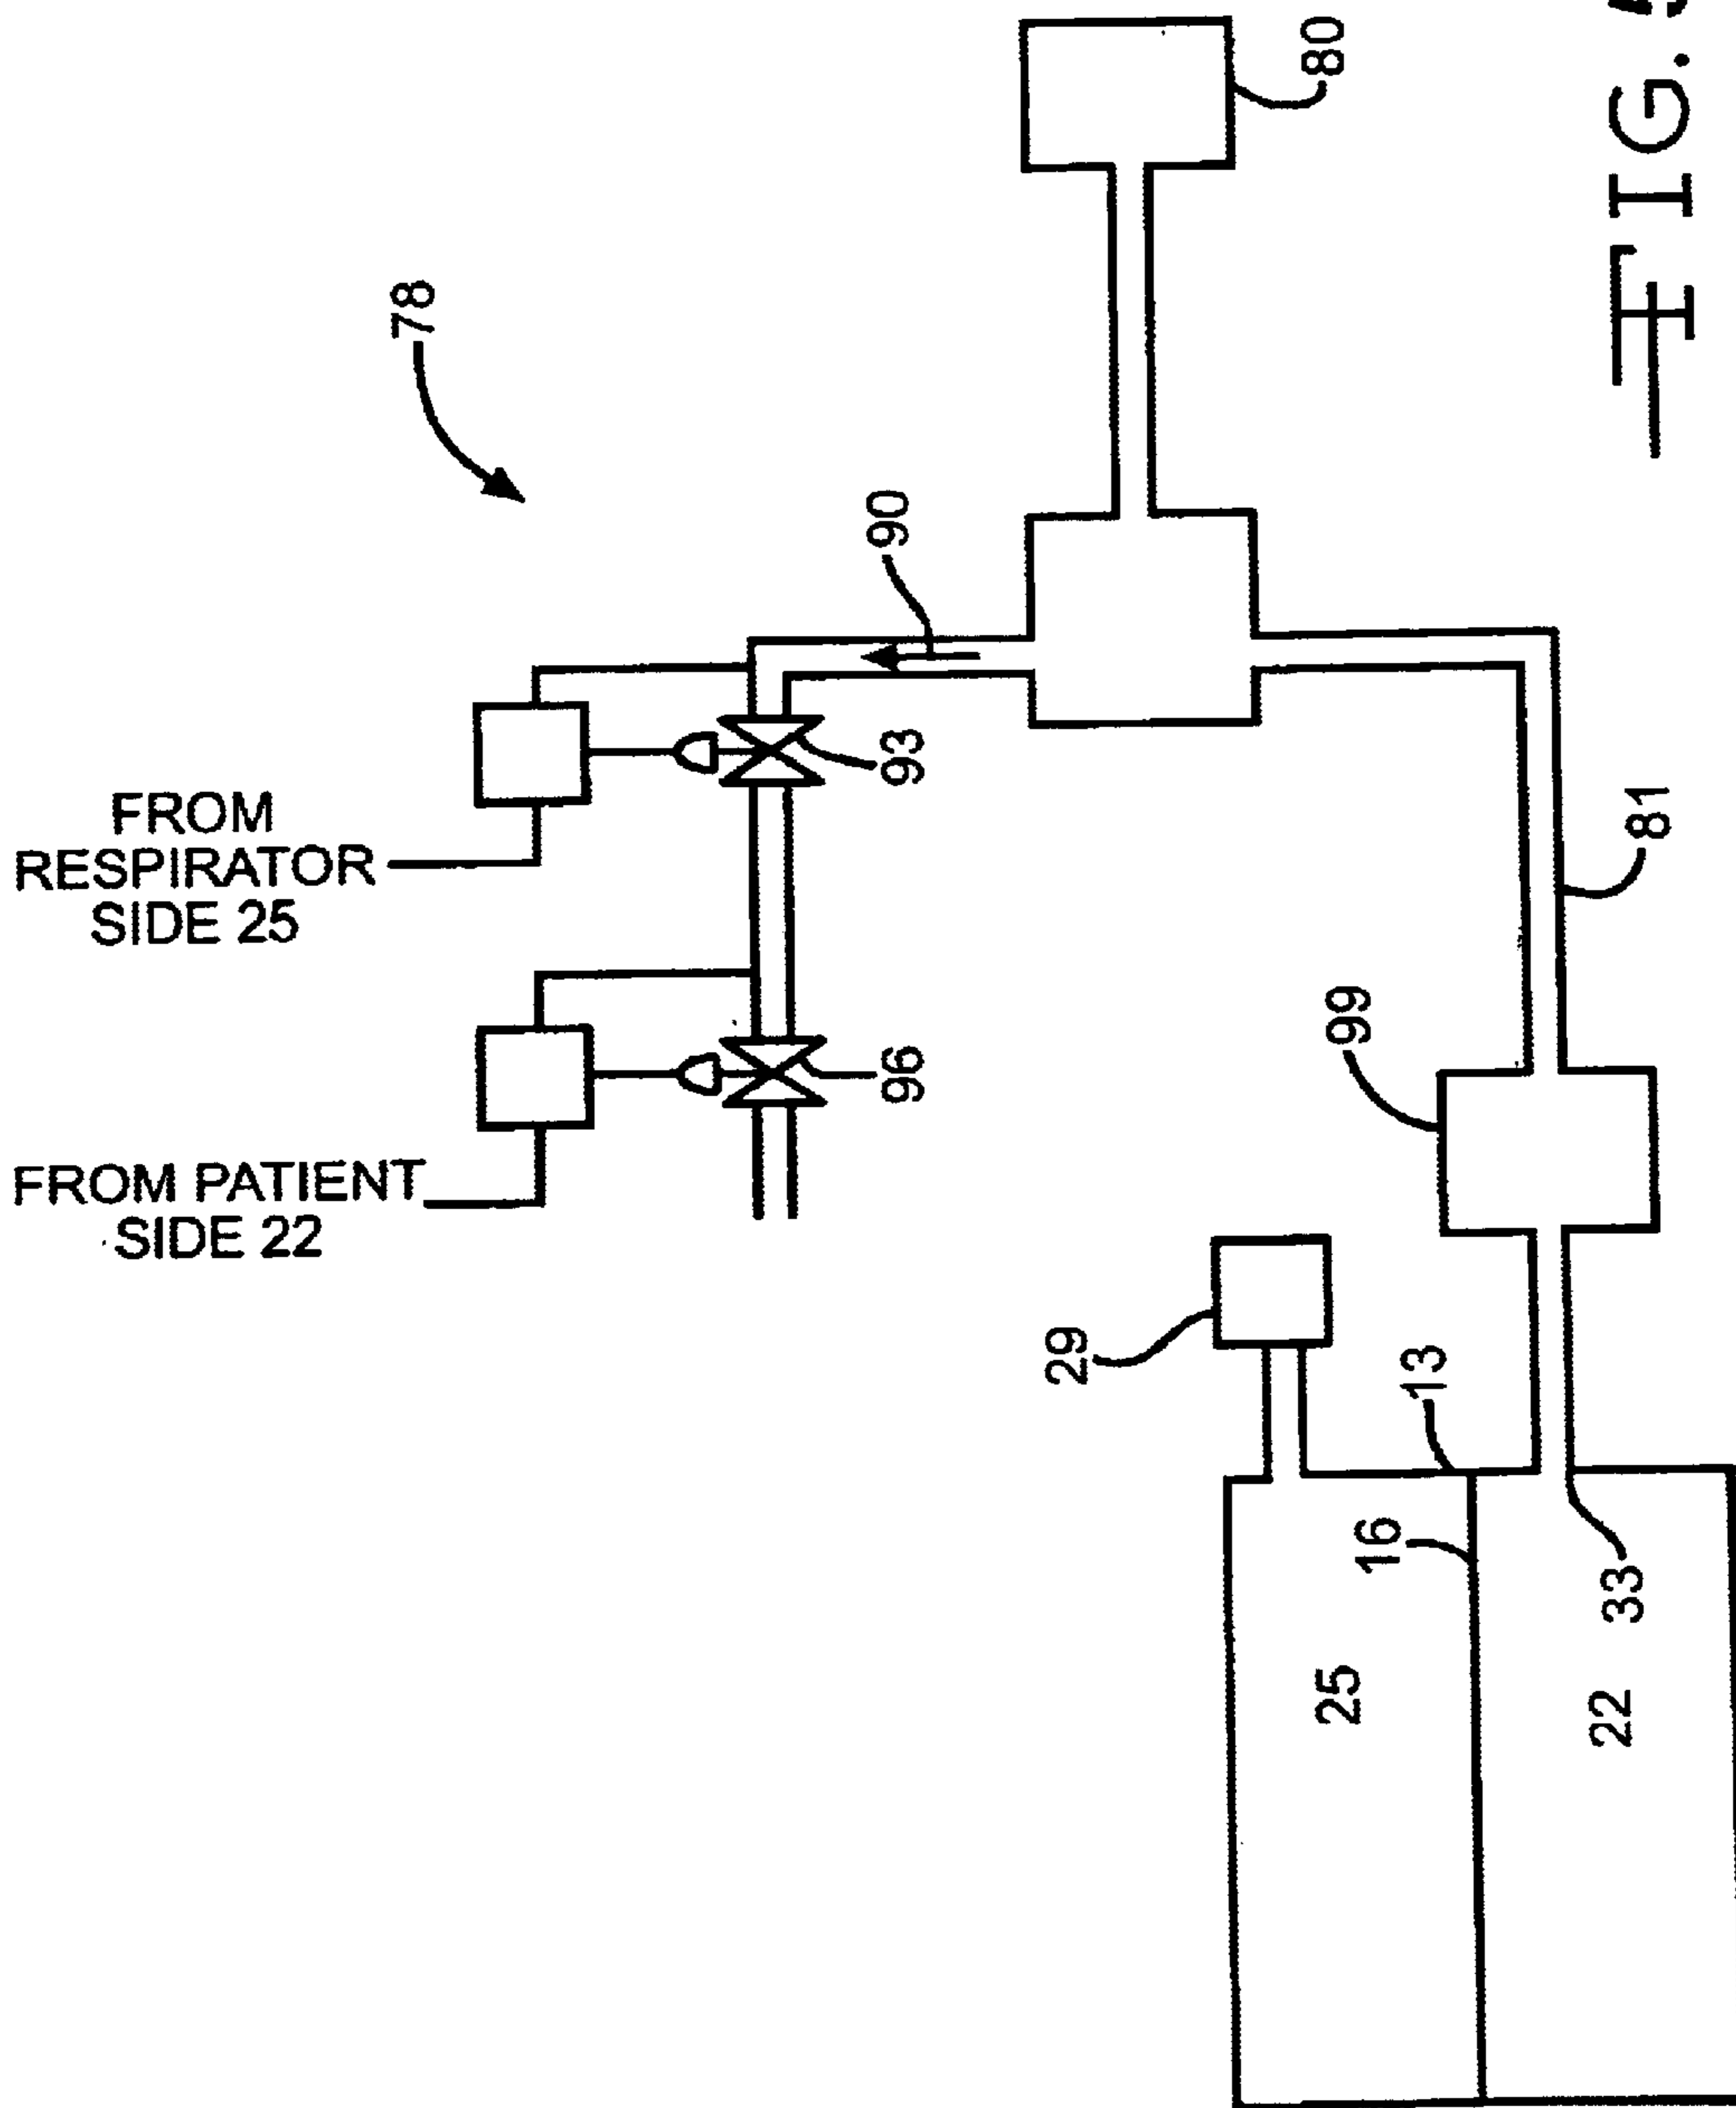 FROM
RESPIRATOR
SIDE 25
FROM PATIENT
SIDE 22
78
80
90
93
96
99
81
29
13
16
33
25
22
FIG.